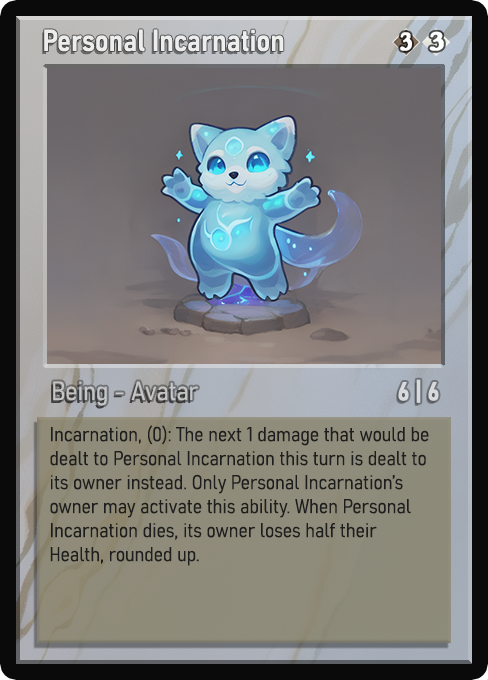 Personal Incarnation 3 3
Being - Avatar 6|6
Incarnation, (0): The next 1 damage that would be
dealt to Personal Incarnation this turn is dealt to
its owner instead. Only Personal Incarnation's
owner may activate this ability. When Personal
Incarnation dies, its owner loses half their
Health, rounded up.